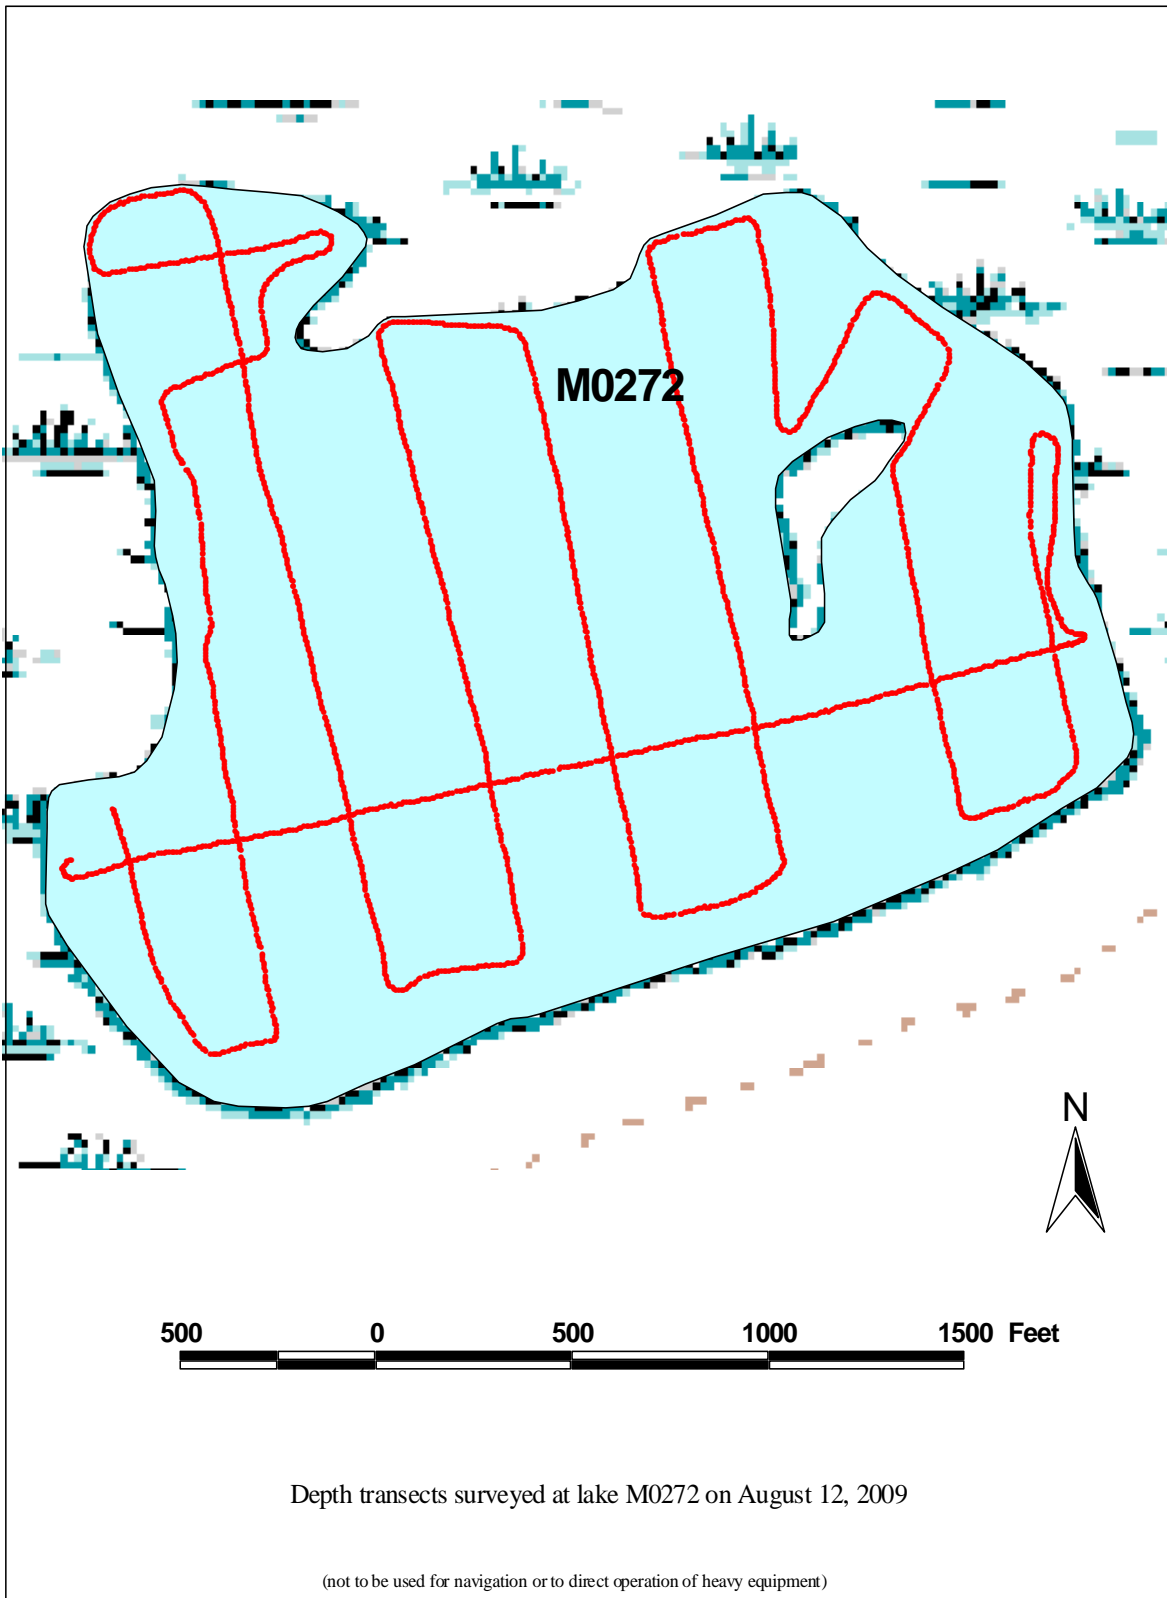 M0272
N
500 0 500 1000 1500 Feet
Depth transects surveyed at lake M0272 on August 12, 2009
(not to be used for navigation or to direct operation of heavy equipment)